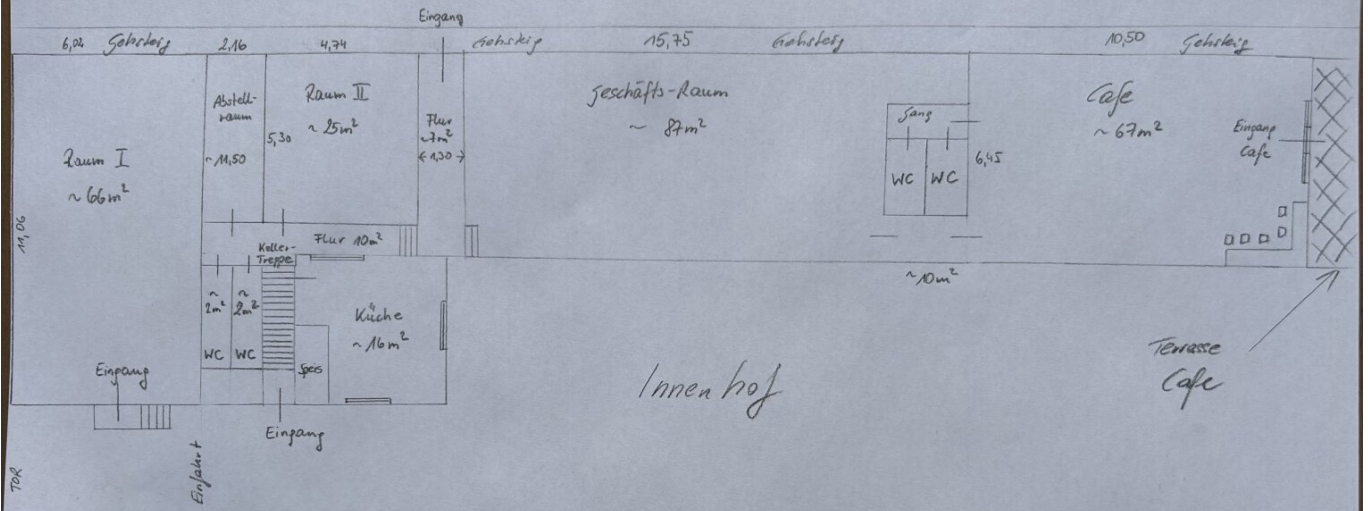 Eingang
6,02 Gehsteig 2,16 4,74 Gehsteig 15,75 Gehsteig 10,50 Gehsteig
Abstell-
raum
~11,50
5,30
Raum II
~ 25m²
Flur
~7m²
1,30
Geschäfts-Raum
~ 87m²
Gang
WC WC
6,45
Cafe
~ 67m²
Eingang
Cafe
Raum I
~ 66m²
11,06
Flur 10m²
Keller-
Treppe
~
2m²
WC
~
2m²
WC
Küche
~ 16m²
Speis
~10m²
Eingang
Eingang
Innenhof
Terrasse
Cafe
TOR
Einfahrt